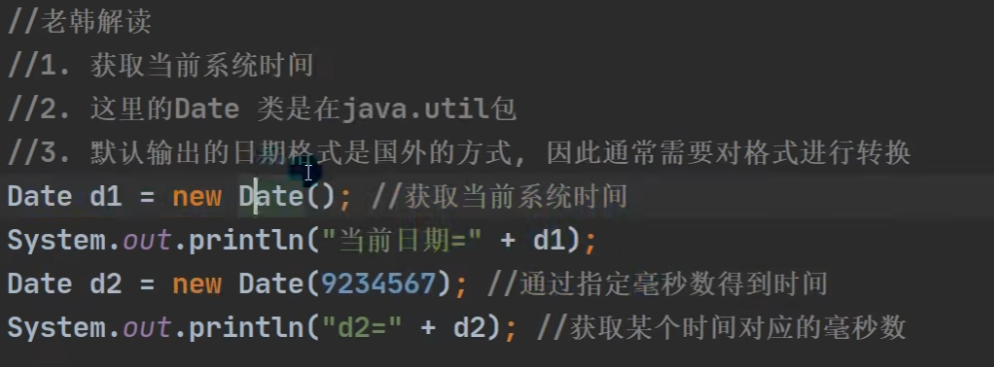 //老韩解读
//1. 获取当前系统时间
//2. 这里的Date 类是在java.util包
//3. 默认输出的日期格式是国外的方式, 因此通常需要对格式进行转换
Date d1 = new Date(); //获取当前系统时间
System.out.println("当前日期=" + d1);
Date d2 = new Date(9234567); //通过指定毫秒数得到时间
System.out.println("d2=" + d2); //获取某个时间对应的毫秒数